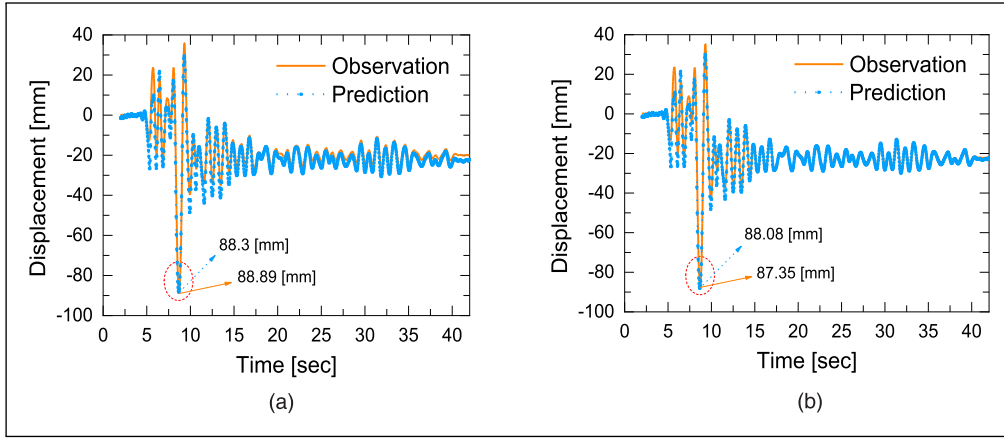 40
20
0
-20
-40
-60
-80
-100
Displacement [mm]
Observation
Prediction
88.3 [mm]
88.89 [mm]
0 5 10 15 20 25 30 35 40
Time [sec]
(a)
40
20
0
-20
-40
-60
-80
-100
Displacement [mm]
Observation
Prediction
88.08 [mm]
87.35 [mm]
0 5 10 15 20 25 30 35 40
Time [sec]
(b)